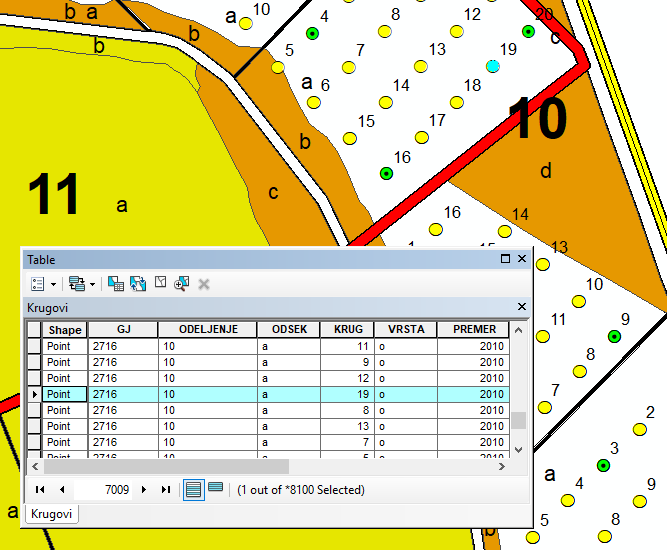 b a
a
10
4
8
12
20
b
b
5
7
13
19
c
a
6
14
18
10
15
17
b
16
d
11
a
c
16
14
15
13
Table
Krugovi
Shape GJ ODELJENJE ODSEK KRUG VRSTA PREMER
Point 2716 10 a 11 o 2010
Point 2716 10 a 9 o 2010
Point 2716 10 a 12 o 2010
Point 2716 10 a 19 o 2010
Point 2716 10 a 8 o 2010
Point 2716 10 a 13 o 2010
Point 2716 10 a 7 o 2010
Point 2716 10 a 5 o 2010
7009 (1 out of *8100 Selected)
Krugovi
10
11
9
8
7
2
3
a
4
9
a
5
8
b